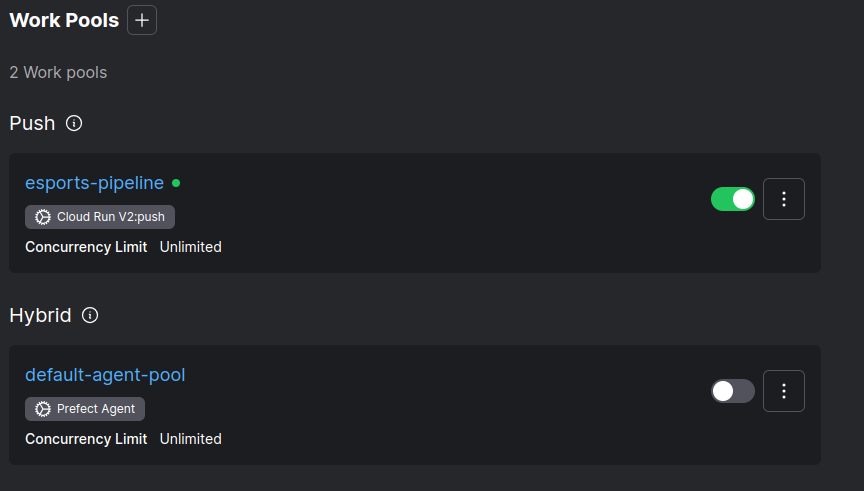 Work Pools
2 Work pools
Push
esports-pipeline
Cloud Run V2:push
Concurrency Limit Unlimited
Hybrid
default-agent-pool
Prefect Agent
Concurrency Limit Unlimited